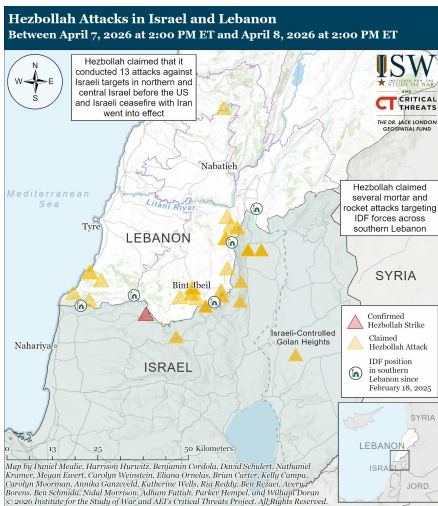 Hezbollah Attacks in Israel and Lebanon
Between April 7, 2026 at 2:00 PM ET and April 8, 2026 at 2:00 PM ET
N
W
E
S
Hezbollah claimed that it
conducted 13 attacks against
Israeli targets in northern and
central Israel before the US
and Israeli ceasefire with Iran
went into effect
ISW
INSTITUTE FOR THE
STUDY OF WAR
AND
CT CRITICAL
THREATS
THE DR. JACK LONDON
GEOSPATIAL FUND
Nabatieh
Mediterranean
Sea
Litani River
Hezbollah claimed
several mortar and
rocket attacks targeting
IDF forces across
southern Lebanon
Tyre
LEBANON
SYRIA
Bint Jbeil
Confirmed
Hezbollah Strike
Claimed
Hezbollah Attack
IDF position
in southern
Lebanon since
February 18, 2025
Israeli-Controlled
Golan Heights
Nahariya
ISRAEL
SYRIA
LEBANON
ISRAEL
JORD.
0 13 25 50 Kilometers
Map by Daniel Mealie, Harrison Hurwitz, Benjamin Cordola, David Schulert, Nathaniel
Kramer, Megan Ewert, Carolyn Weinstein, Eliana Ornelas, Brian Carter, Kelly Campa,
Carolyn Moorman, Annika Ganzeveld, Katherine Wells, Ria Reddy, Ben Rezaei, Avery
Borens, Ben Schmida, Nidal Morrison, Adham Fattah, Parker Hempel, and William Doran
© 2026 Institute for the Study of War and AEI's Critical Threats Project. All Rights Reserved.